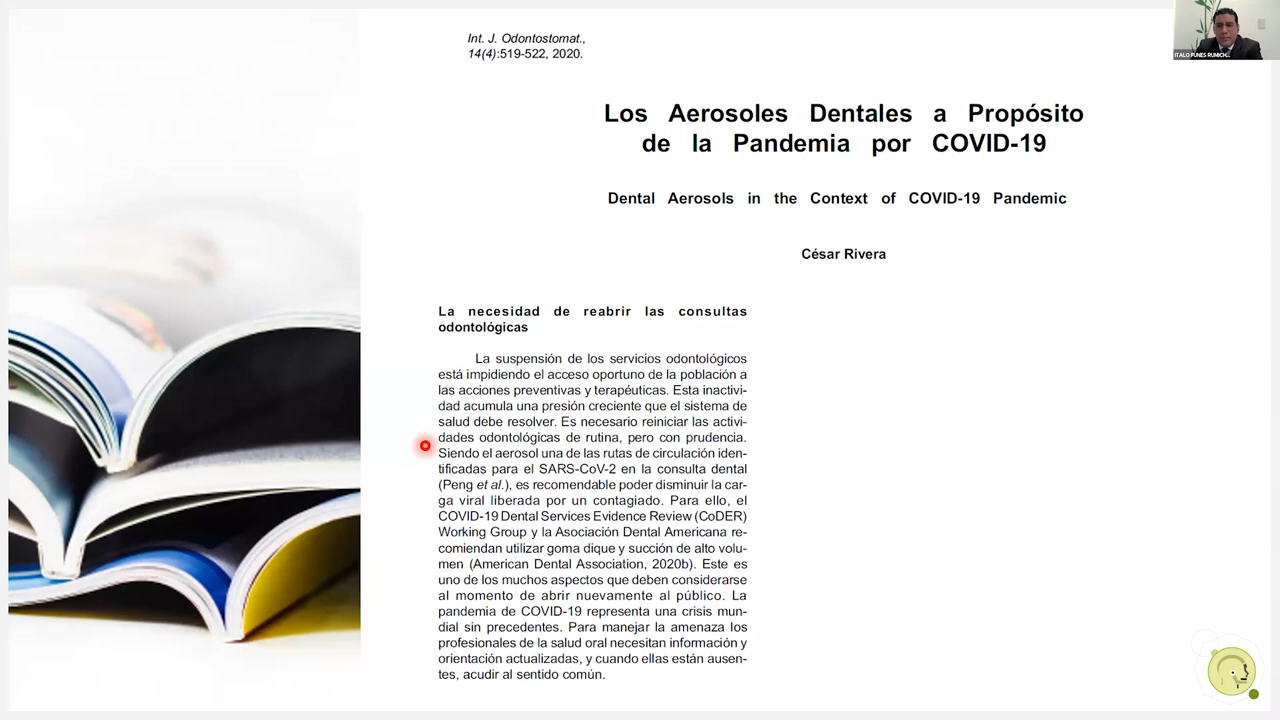 Int. J. Odontostomat.,
14(4):519-522, 2020.
ITALO FUNES RUMICH...
Los Aerosoles Dentales a Propósito
de la Pandemia por COVID-19
Dental Aerosols in the Context of COVID-19 Pandemic
César Rivera
La necesidad de reabrir las consultas
odontológicas
La suspensión de los servicios odontológicos
está impidiendo el acceso oportuno de la población a
las acciones preventivas y terapéuticas. Esta inactivi-
dad acumula una presión creciente que el sistema de
salud debe resolver. Es necesario reiniciar las activi-
dades odontológicas de rutina, pero con prudencia.
Siendo el aerosol una de las rutas de circulación iden-
tificadas para el SARS-CoV-2 en la consulta dental
(Peng et al.), es recomendable poder disminuir la car-
ga viral liberada por un contagiado. Para ello, el
COVID-19 Dental Services Evidence Review (CoDER)
Working Group y la Asociación Dental Americana re-
comiendan utilizar goma dique y succión de alto volu-
men (American Dental Association, 2020b). Este es
uno de los muchos aspectos que deben considerarse
al momento de abrir nuevamente al público. La
pandemia de COVID-19 representa una crisis mun-
dial sin precedentes. Para manejar la amenaza los
profesionales de la salud oral necesitan información y
orientación actualizadas, y cuando ellas están ausen-
tes, acudir al sentido común.